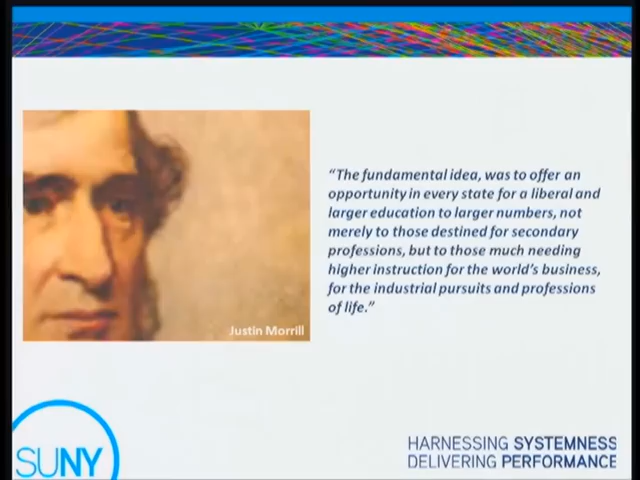 “The fundamental idea, was to offer an
opportunity in every state for a liberal and
larger education to larger numbers, not
merely to those destined for secondary
professions, but to those much needing
higher instruction for the world’s business,
for the industrial pursuits and professions
of life.”
Justin Morrill
SUNY
HARNESSING SYSTEMNESS
DELIVERING PERFORMANCE